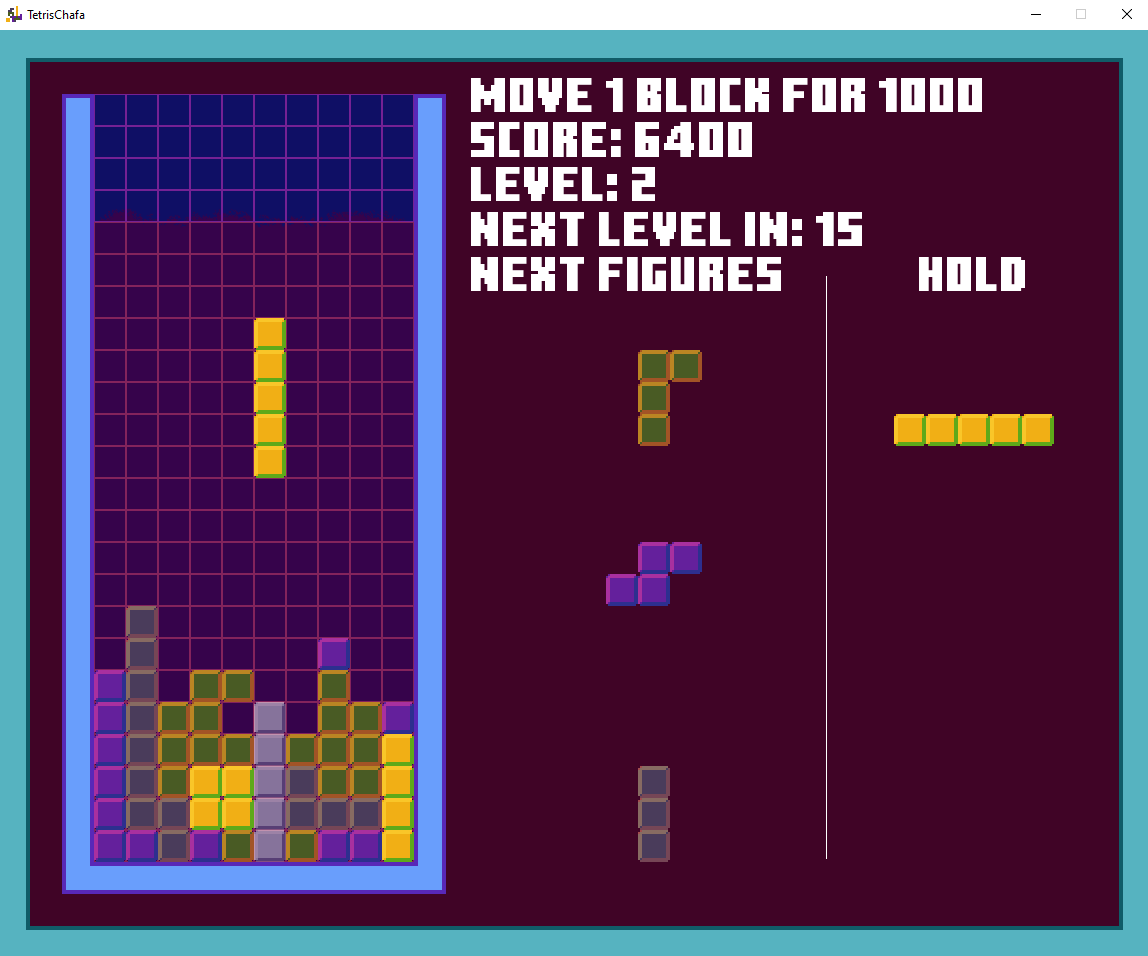 TetrisChafa
MOVE 1 BLOCK FOR 1000
SCORE: 6400
LEVEL: 2
NEXT LEVEL IN: 15
NEXT FIGURES
HOLD